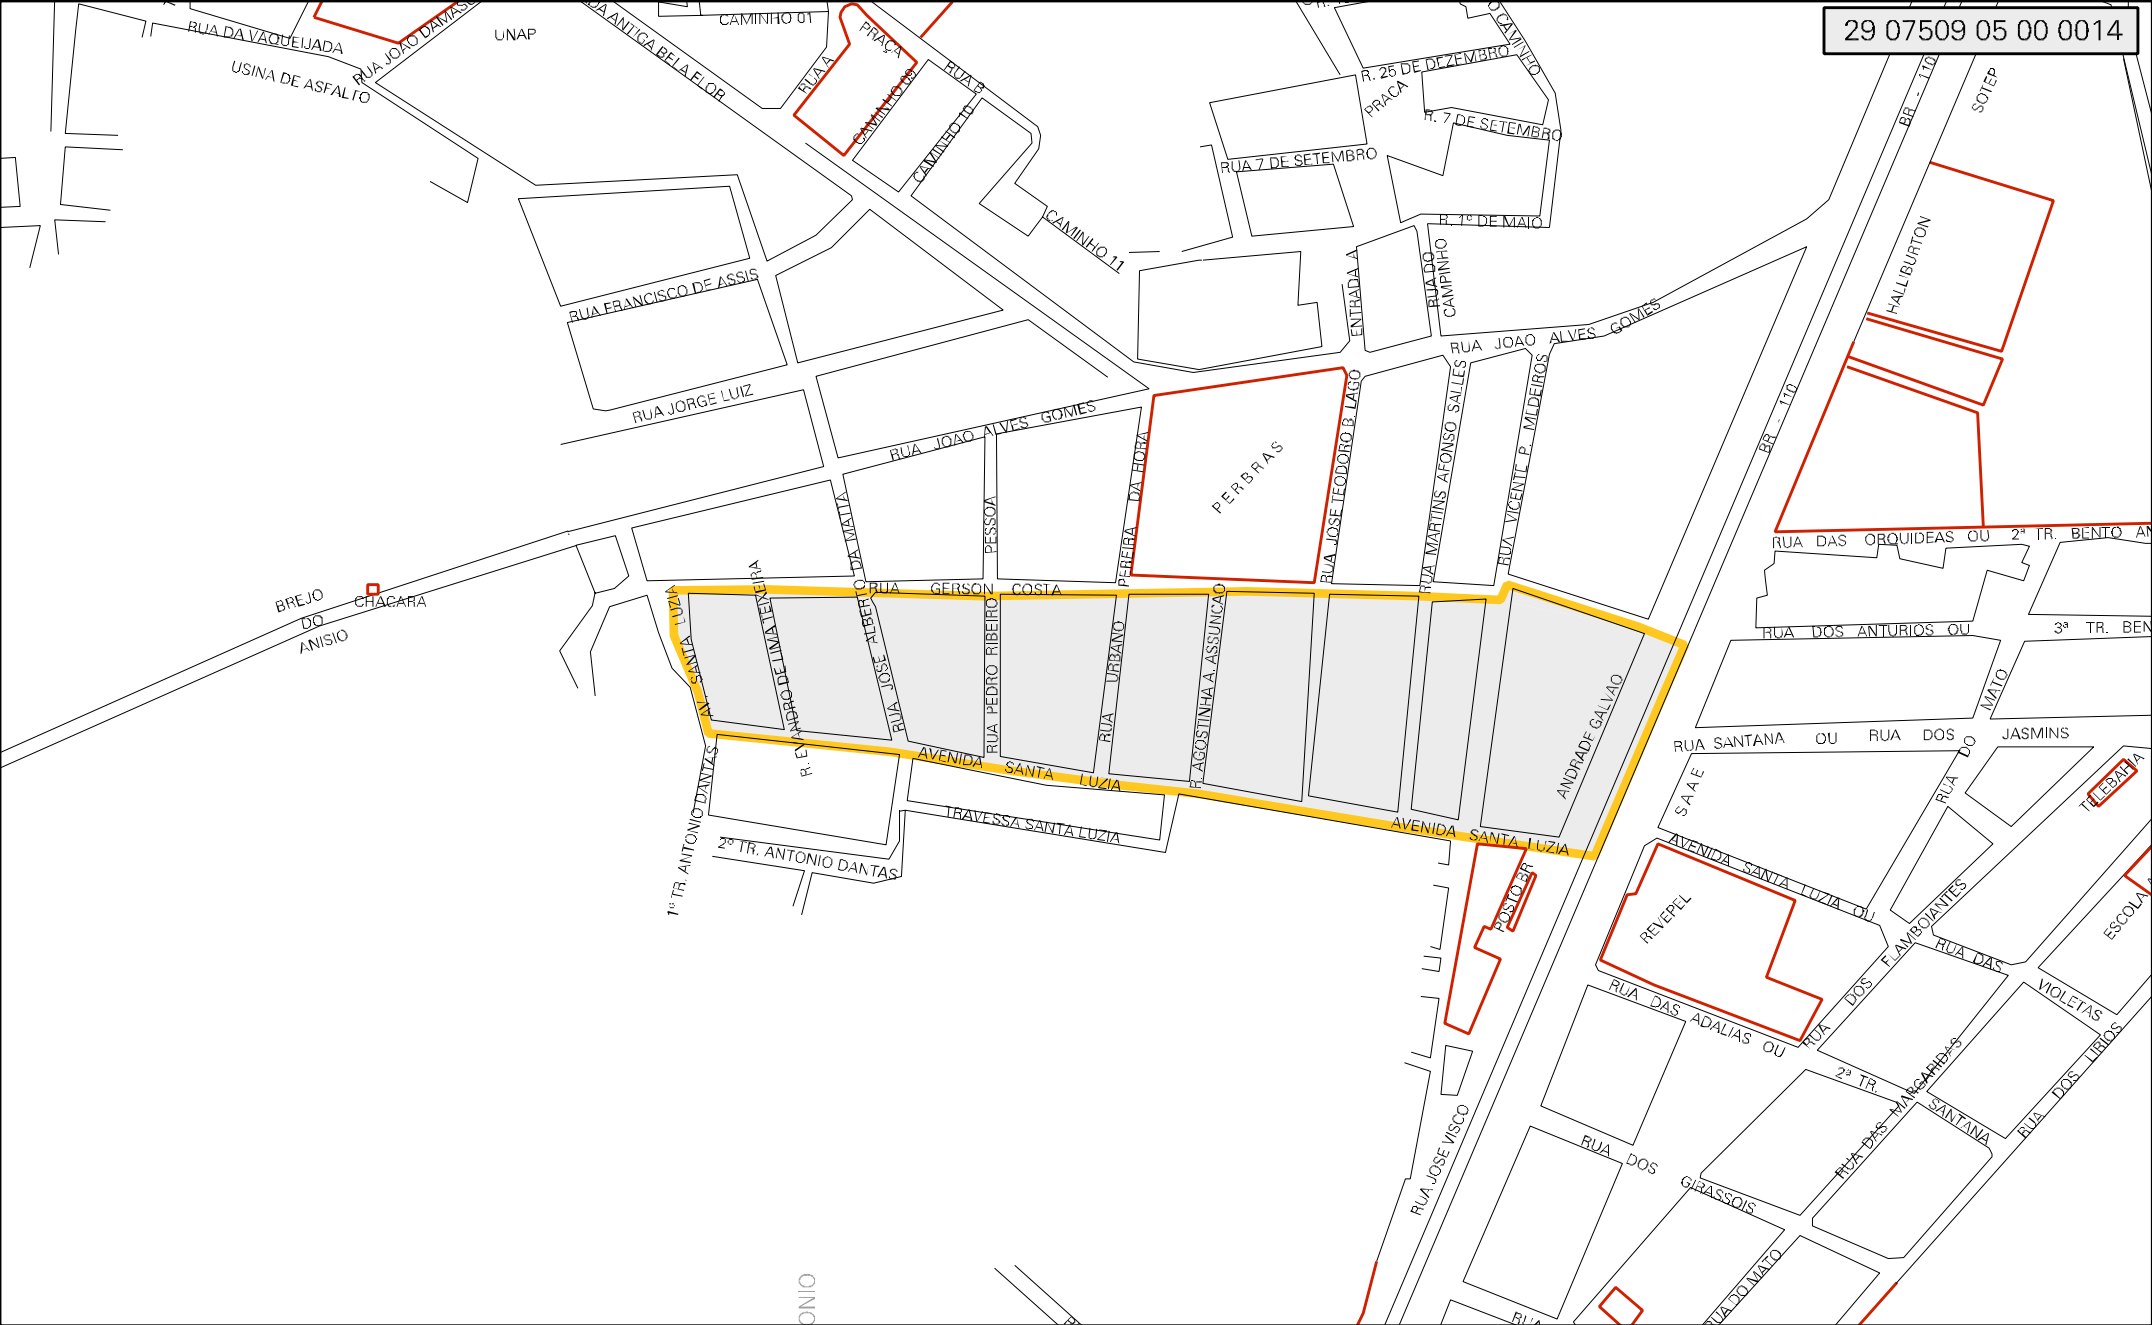 29 07509 05 00 0014
CAMINHO 01
RUA DA VAQUEIJADA
UNAP
USINA DE ASFALTO
PRAÇA
RUA A
CAMINHO 09
RUA B
CAMINHO 10
CAMINHO 11
R. 25 DE DEZEMBRO
PRACA
R. 7 DE SETEMBRO
RUA 7 DE SETEMBRO
R. 1º DE MAIO
ENTRADA A
RUA DO
CAMPINHO
BR - 110
SOTEP
HALLIBURTON
RUA FRANCISCO DE ASSIS
RUA JORGE LUIZ
RUA JOAO ALVES GOMES
RUA JOAO ALVES GOMES
PERBRAS
BR - 110
RUA JOSE TEODORO B. LAGO
RUA MARTINS AFONSO SALLES
RUA VICENTE P. MEDEIROS
PEREIRA DA HORA
PESSOA
DA MATTA
RUA DAS ORQUIDEAS OU 2ª TR. BENTO AN
BREJO
DO
ANISIO
CHACARA
RUA GERSON COSTA
AV. SANTA LUZIA
R. EVANDRO DE LIMA TEIXEIRA
RUA JOSE ALBERTO
RUA PEDRO RIBEIRO
RUA URBANO
R. AGOSTINHA A. ASSUNCAO
ANDRADE GALVAO
RUA DOS ANTURIOS OU 3ª TR. BEN
RUA SANTANA OU RUA DOS JASMINS
RUA DO MATO
SAAE
TELEBAHIA
AVENIDA SANTA LUZIA
AVENIDA SANTA LUZIA
TRAVESSA SANTA LUZIA
2º TR. ANTONIO DANTAS
1º TR. ANTONIO DANTAS
POSTO BR
AVENIDA SANTA LUZIA OU
REVEPEL
ESCOLA
RUA DOS FLAMBOIANTES
RUA DAS VIOLETAS
RUA DAS ADALIAS OU
2ª TR. SANTANA
RUA DAS MARGARIDAS
RUA DOS LIRIOS
RUA JOSE VISCO
RUA DOS GIRASSOIS
RUA DO MATO
ONIO
RUA